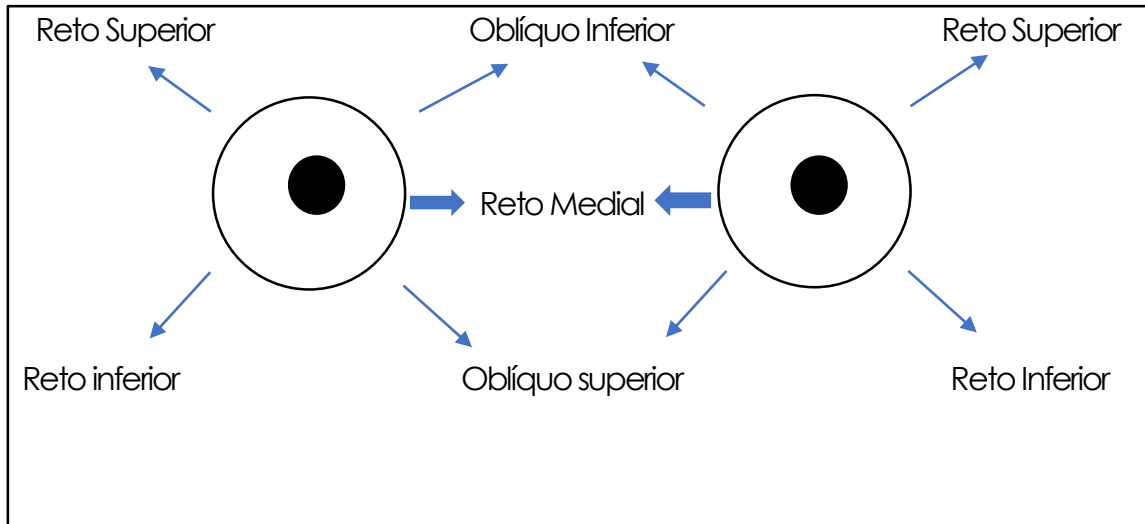 Reto Superior
Oblíquo Inferior
Reto Superior
Reto Medial
Reto inferior
Oblíquo superior
Reto Inferior